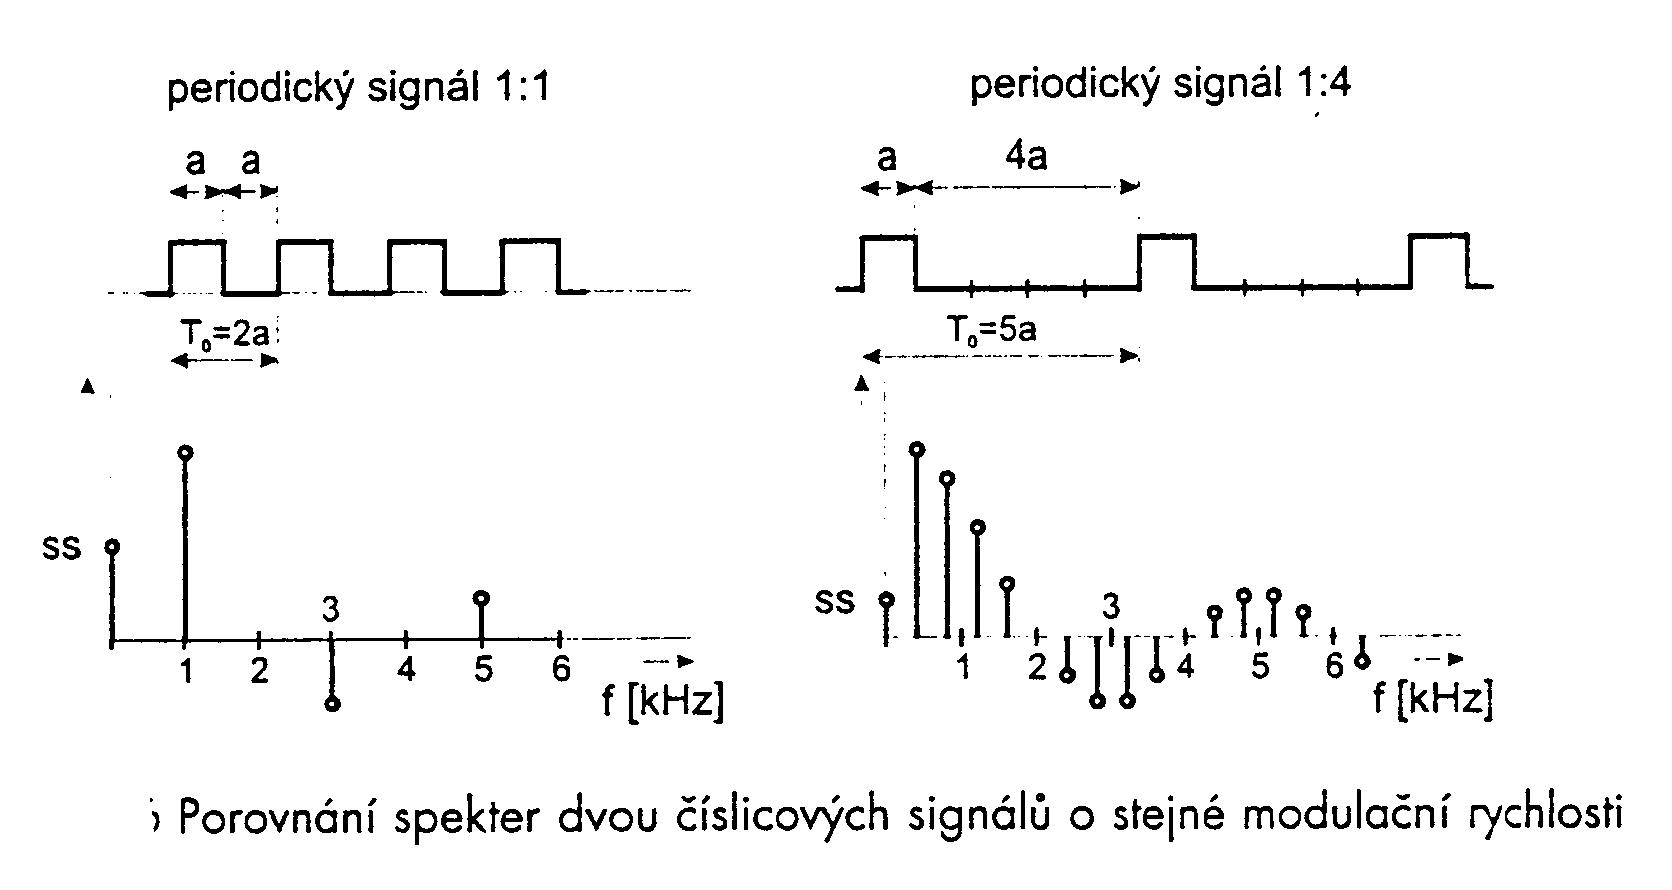 periodický signál 1:1
periodický signál 1:4
a a
a 4a
T₀=2a
T₀=5a
ss
3
1 2 4 5 6
f [kHz]
ss
3
1 2 4 5 6
f [kHz]
Porovnání spekter dvou číslicových signálů o stejné modulační rychlosti